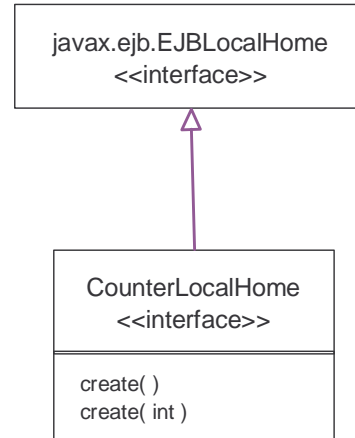 javax.ejb.EJBLocalHome
<<interface>>
CounterLocalHome
<<interface>>
create( )
create( int )